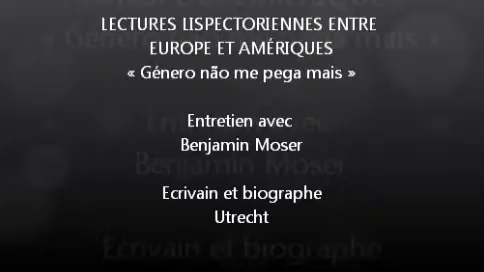 LECTURES LISPECTORIENNES ENTRE
EUROPE ET AMÉRIQUES
« Género não me pega mais »
Entretien avec
Benjamin Moser
Ecrivain et biographe
Utrecht